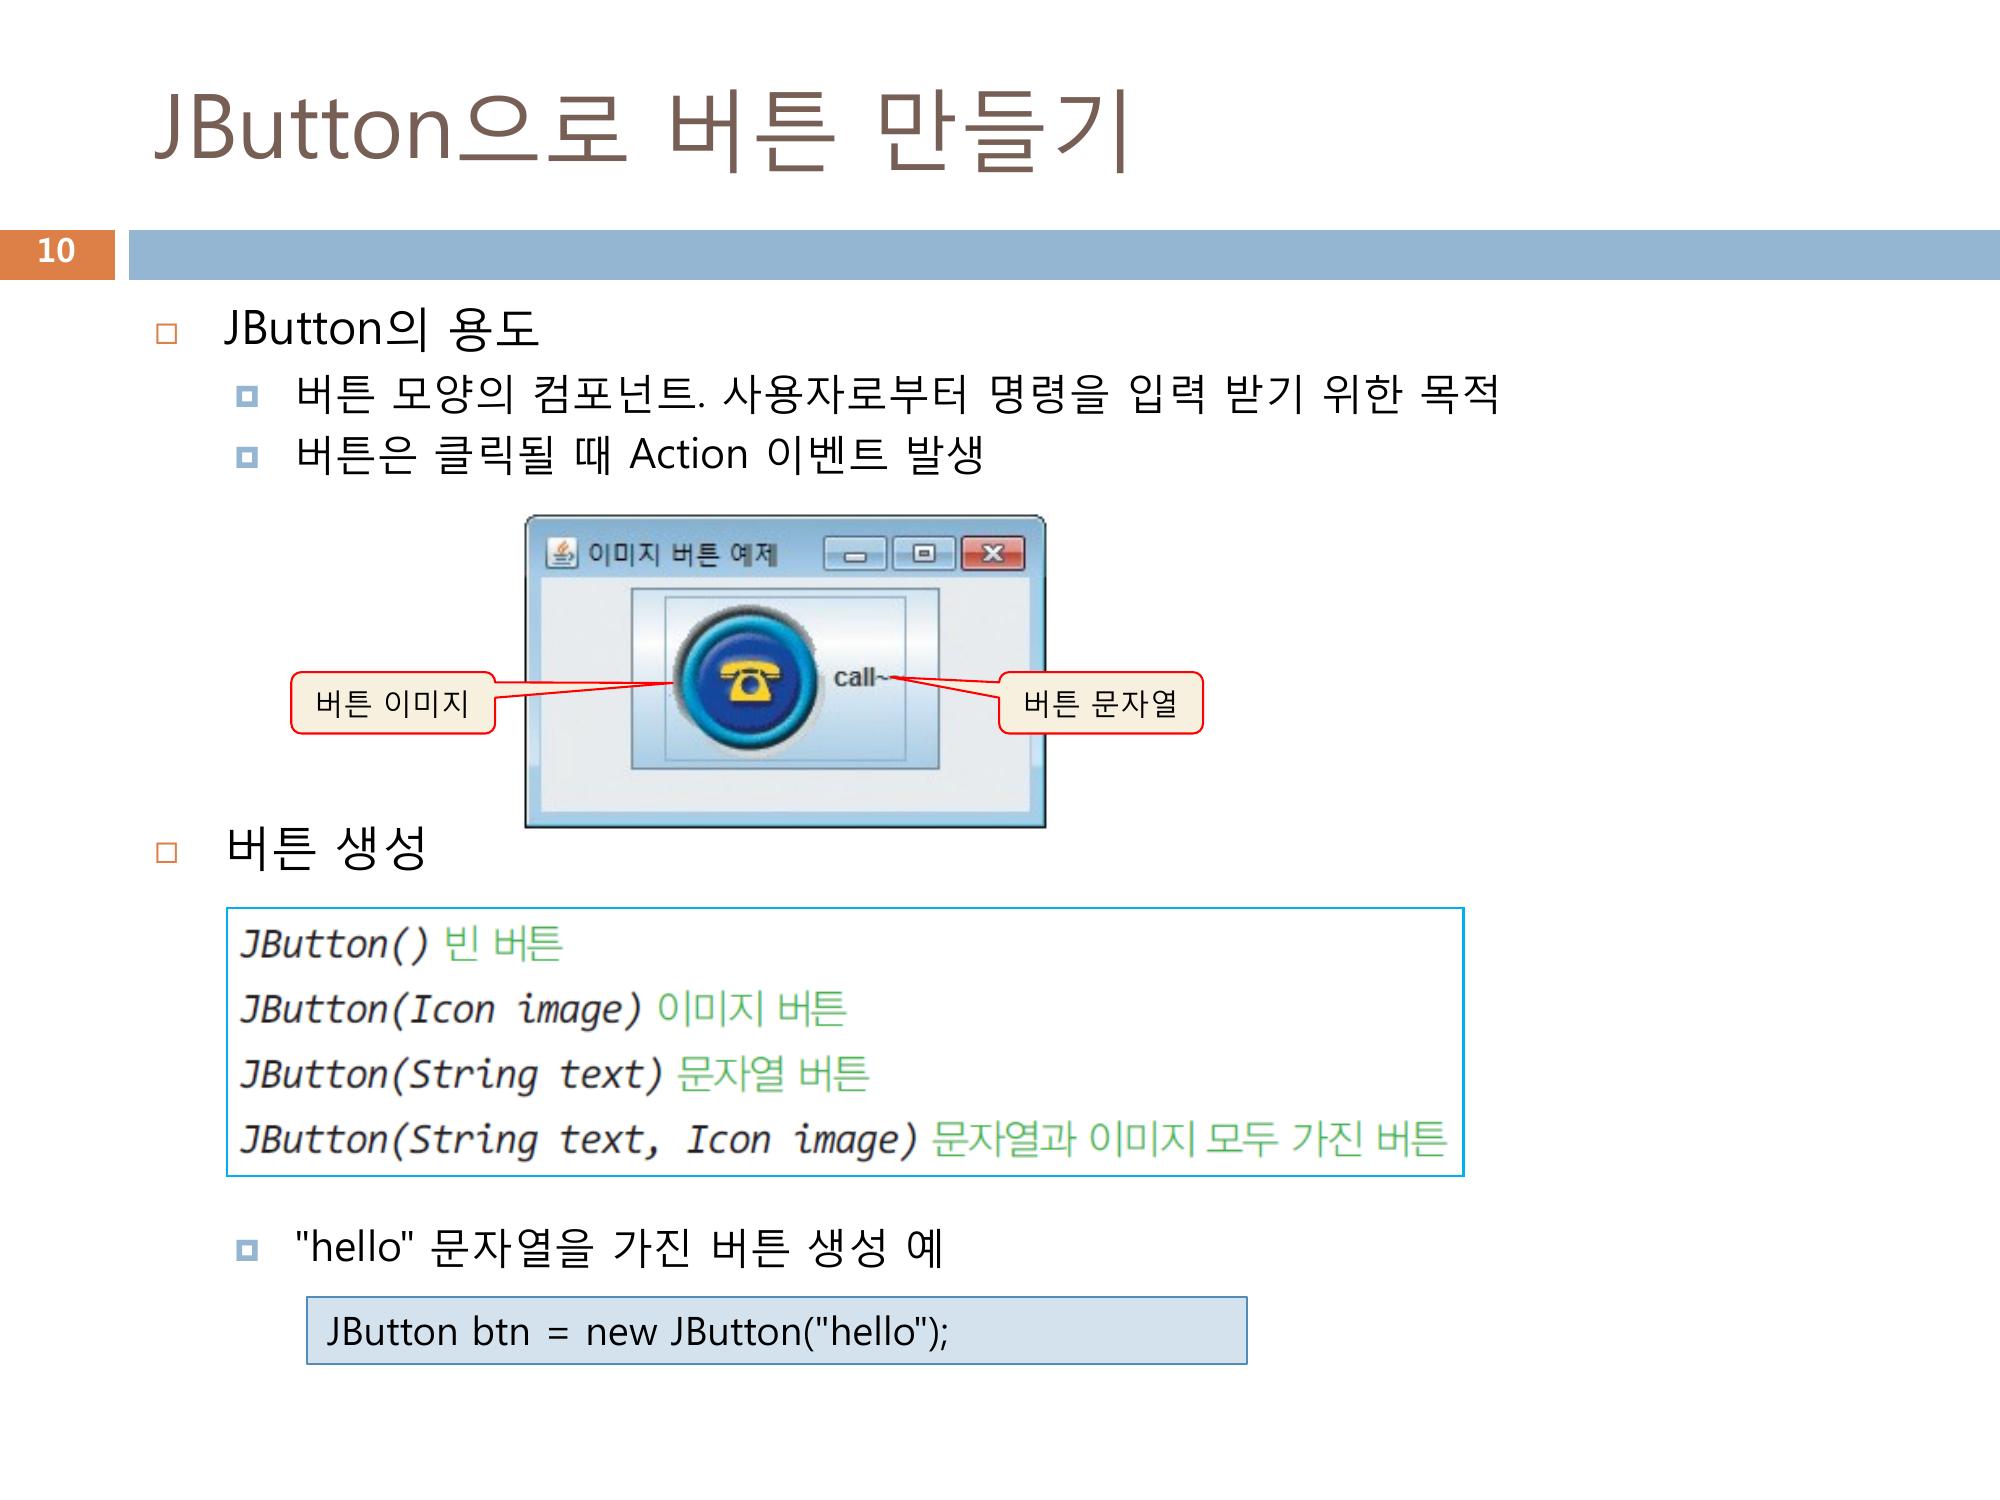 JButton으로 버튼 만들기
10
JButton의 용도
버튼 모양의 컴포넌트. 사용자로부터 명령을 입력 받기 위한 목적
버튼은 클릭될 때 Action 이벤트 발생
이미지 버튼 예제
call~
버튼 이미지
버튼 문자열
버튼 생성
JButton() 빈 버튼
JButton(Icon image) 이미지 버튼
JButton(String text) 문자열 버튼
JButton(String text, Icon image) 문자열과 이미지 모두 가진 버튼
"hello" 문자열을 가진 버튼 생성 예
JButton btn = new JButton("hello");